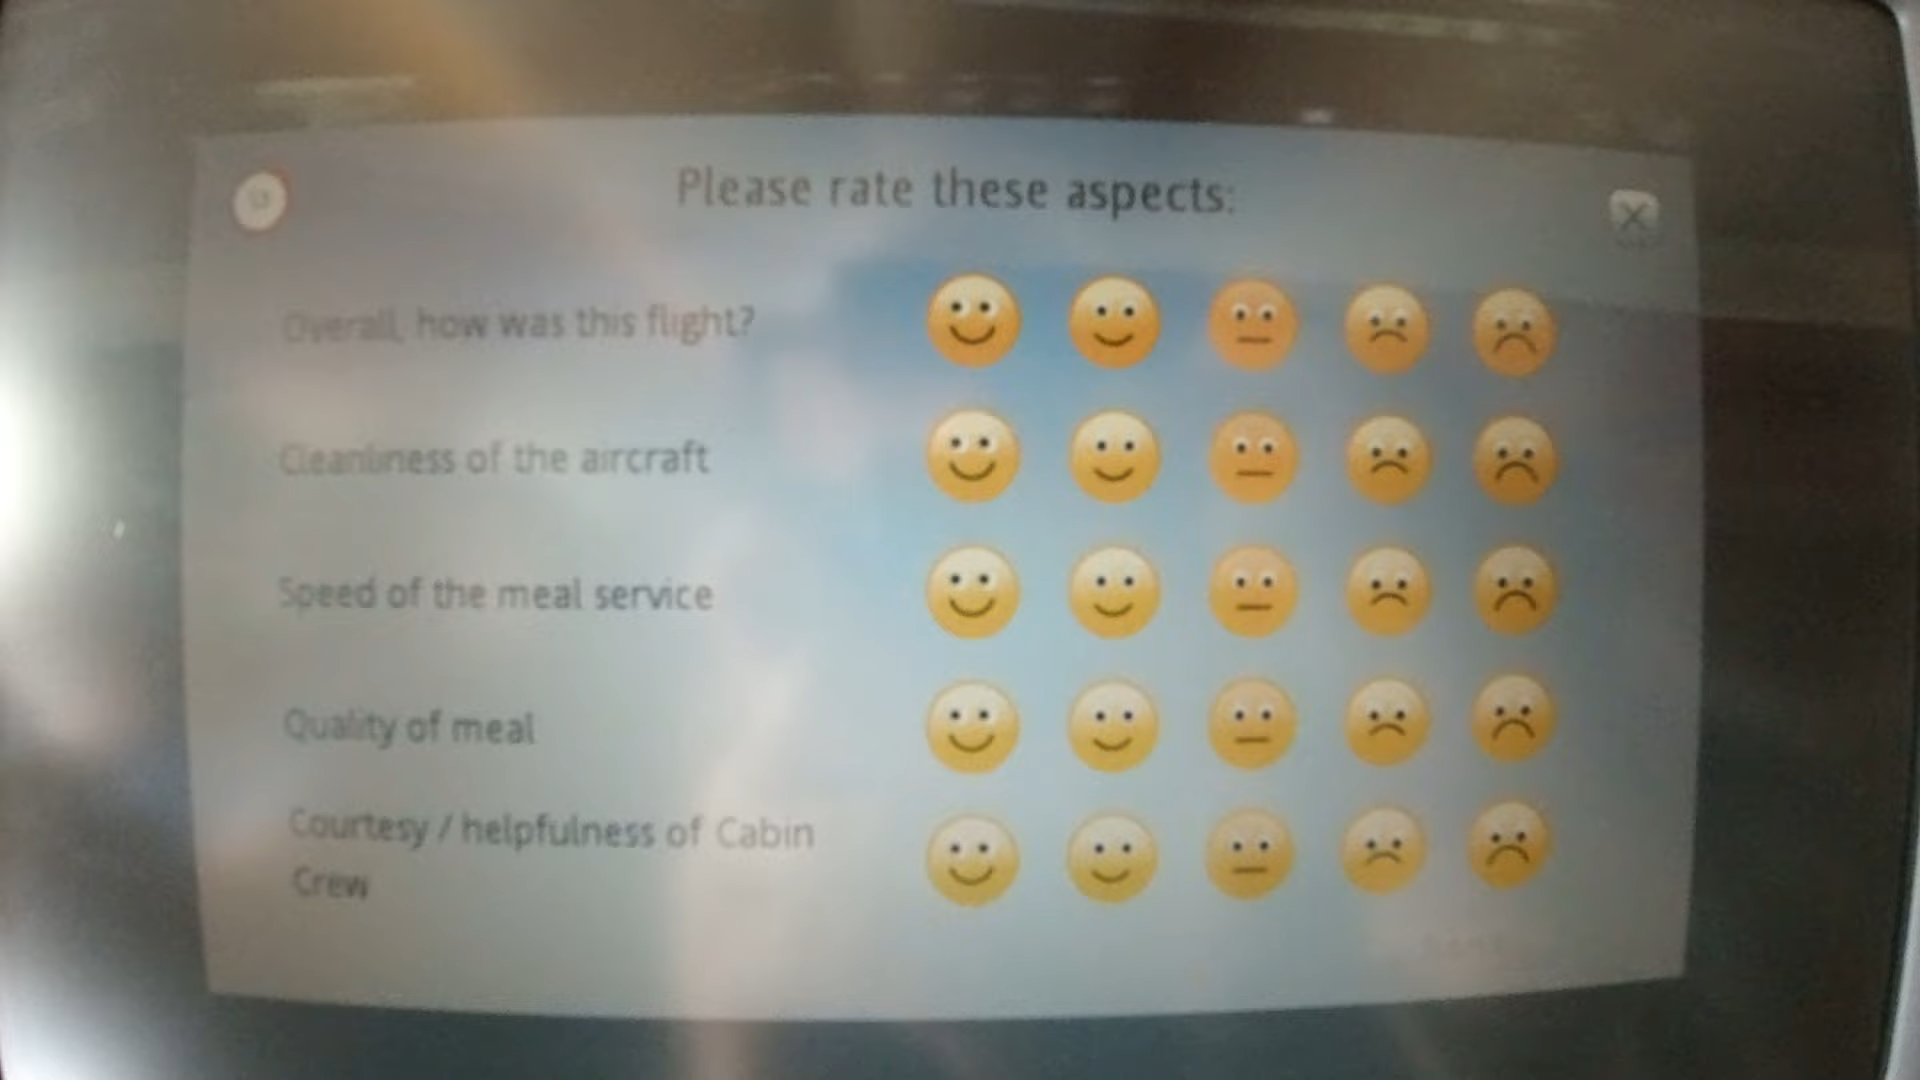 Please rate these aspects:
Overall, how was this flight?
Cleanliness of the aircraft
Speed of the meal service
Quality of meal
Courtesy / helpfulness of Cabin
Crew